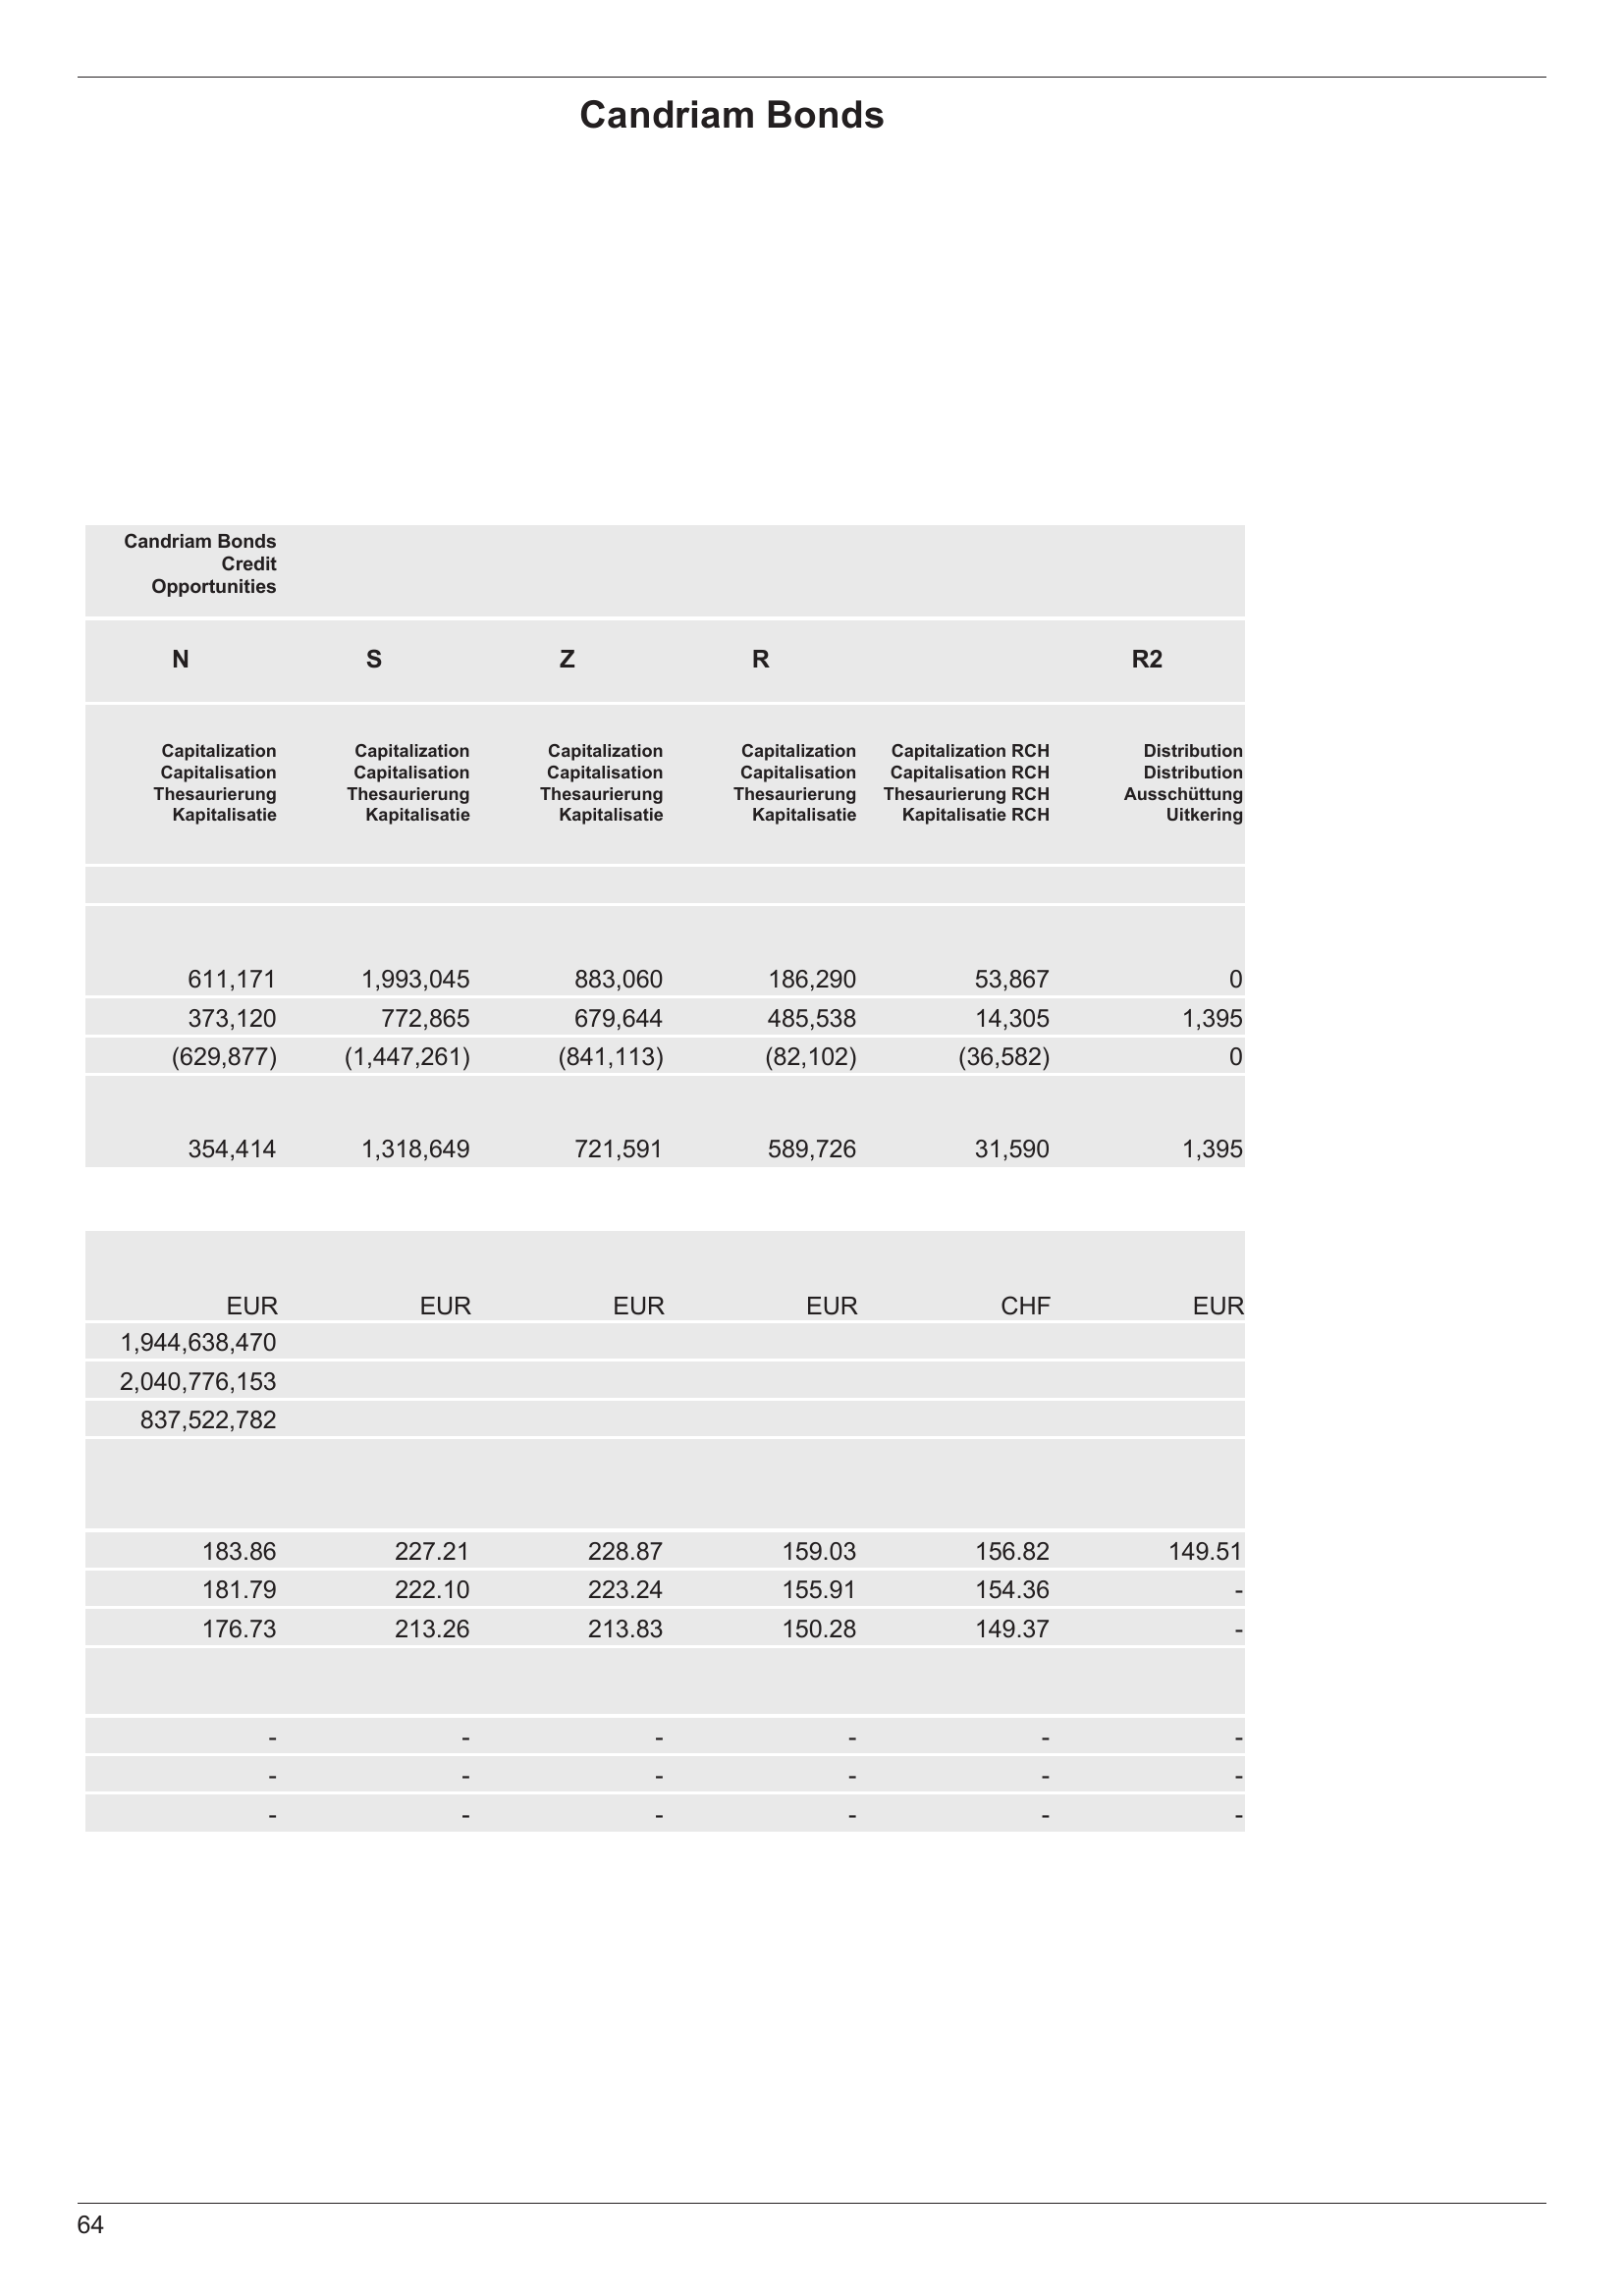 Candriam Bonds
Candriam Bonds
Credit
Opportunities
N S Z R R2
Capitalization Capitalization Capitalization Capitalization Capitalization RCH Distribution
Capitalisation Capitalisation Capitalisation Capitalisation Capitalisation RCH Distribution
Thesaurierung Thesaurierung Thesaurierung Thesaurierung Thesaurierung RCH Ausschüttung
Kapitalisatie Kapitalisatie Kapitalisatie Kapitalisatie Kapitalisatie RCH Uitkering
611,171 1,993,045 883,060 186,290 53,867 0
373,120 772,865 679,644 485,538 14,305 1,395
(629,877) (1,447,261) (841,113) (82,102) (36,582) 0
354,414 1,318,649 721,591 589,726 31,590 1,395
EUR EUR EUR EUR CHF EUR
1,944,638,470
2,040,776,153
837,522,782
183.86 227.21 228.87 159.03 156.82 149.51
181.79 222.10 223.24 155.91 154.36 -
176.73 213.26 213.83 150.28 149.37 -
- - - - - -
- - - - - -
- - - - - -
64